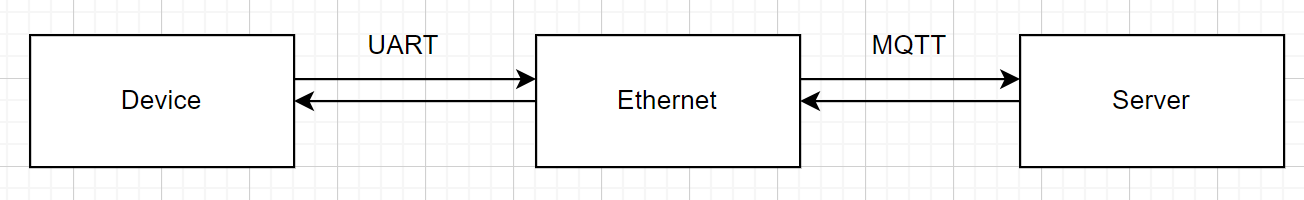 UART
MQTT
Device
Ethernet
Server